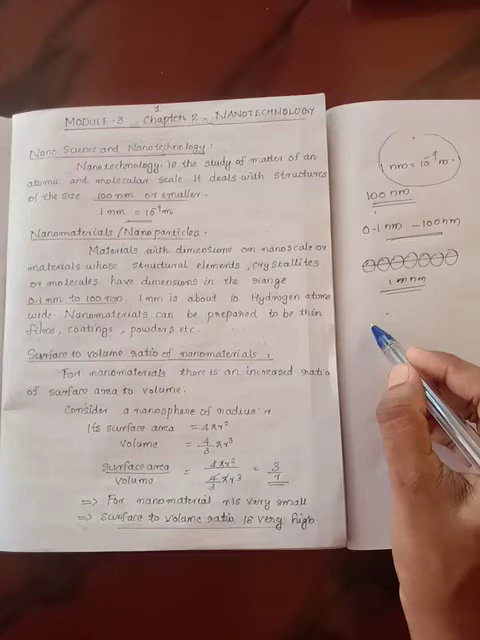 1
MODULE-3 Chapter 2. NANOTECHNOLOGY
Nano Science and Nanotechnology:
Nanotechnology. is the study of matter of an
atomic and molecular scale. It deals with structures
of the size 100 nm or smaller.
1 nm = 10⁻⁹ m
Nanomaterials/Nanoparticles:
Materials with dimensions on nanoscale or
materials whose structural elements, crystallites
or molecules have dimensions in the range
0.1 nm to 100 nm. 1 nm is about 10 Hydrogen atoms
wide. Nanomaterials can be prepared to be thin
films, coatings, powders etc.
Surface to volume ratio of nanomaterials:
For nanomaterials there is an increased ratio
of surface area to volume.
Consider a nanosphere of radius r
Its surface area = 4πr²
Volume = 4/3 πr³
Surface area / Volume = 4πr² / 4/3 πr³ = 3/r
⇒ For nanomaterial r is very small
⇒ Surface to volume ratio is very high
1 nm = 10⁻⁹ m.
100 nm
0.1 nm - 100 nm